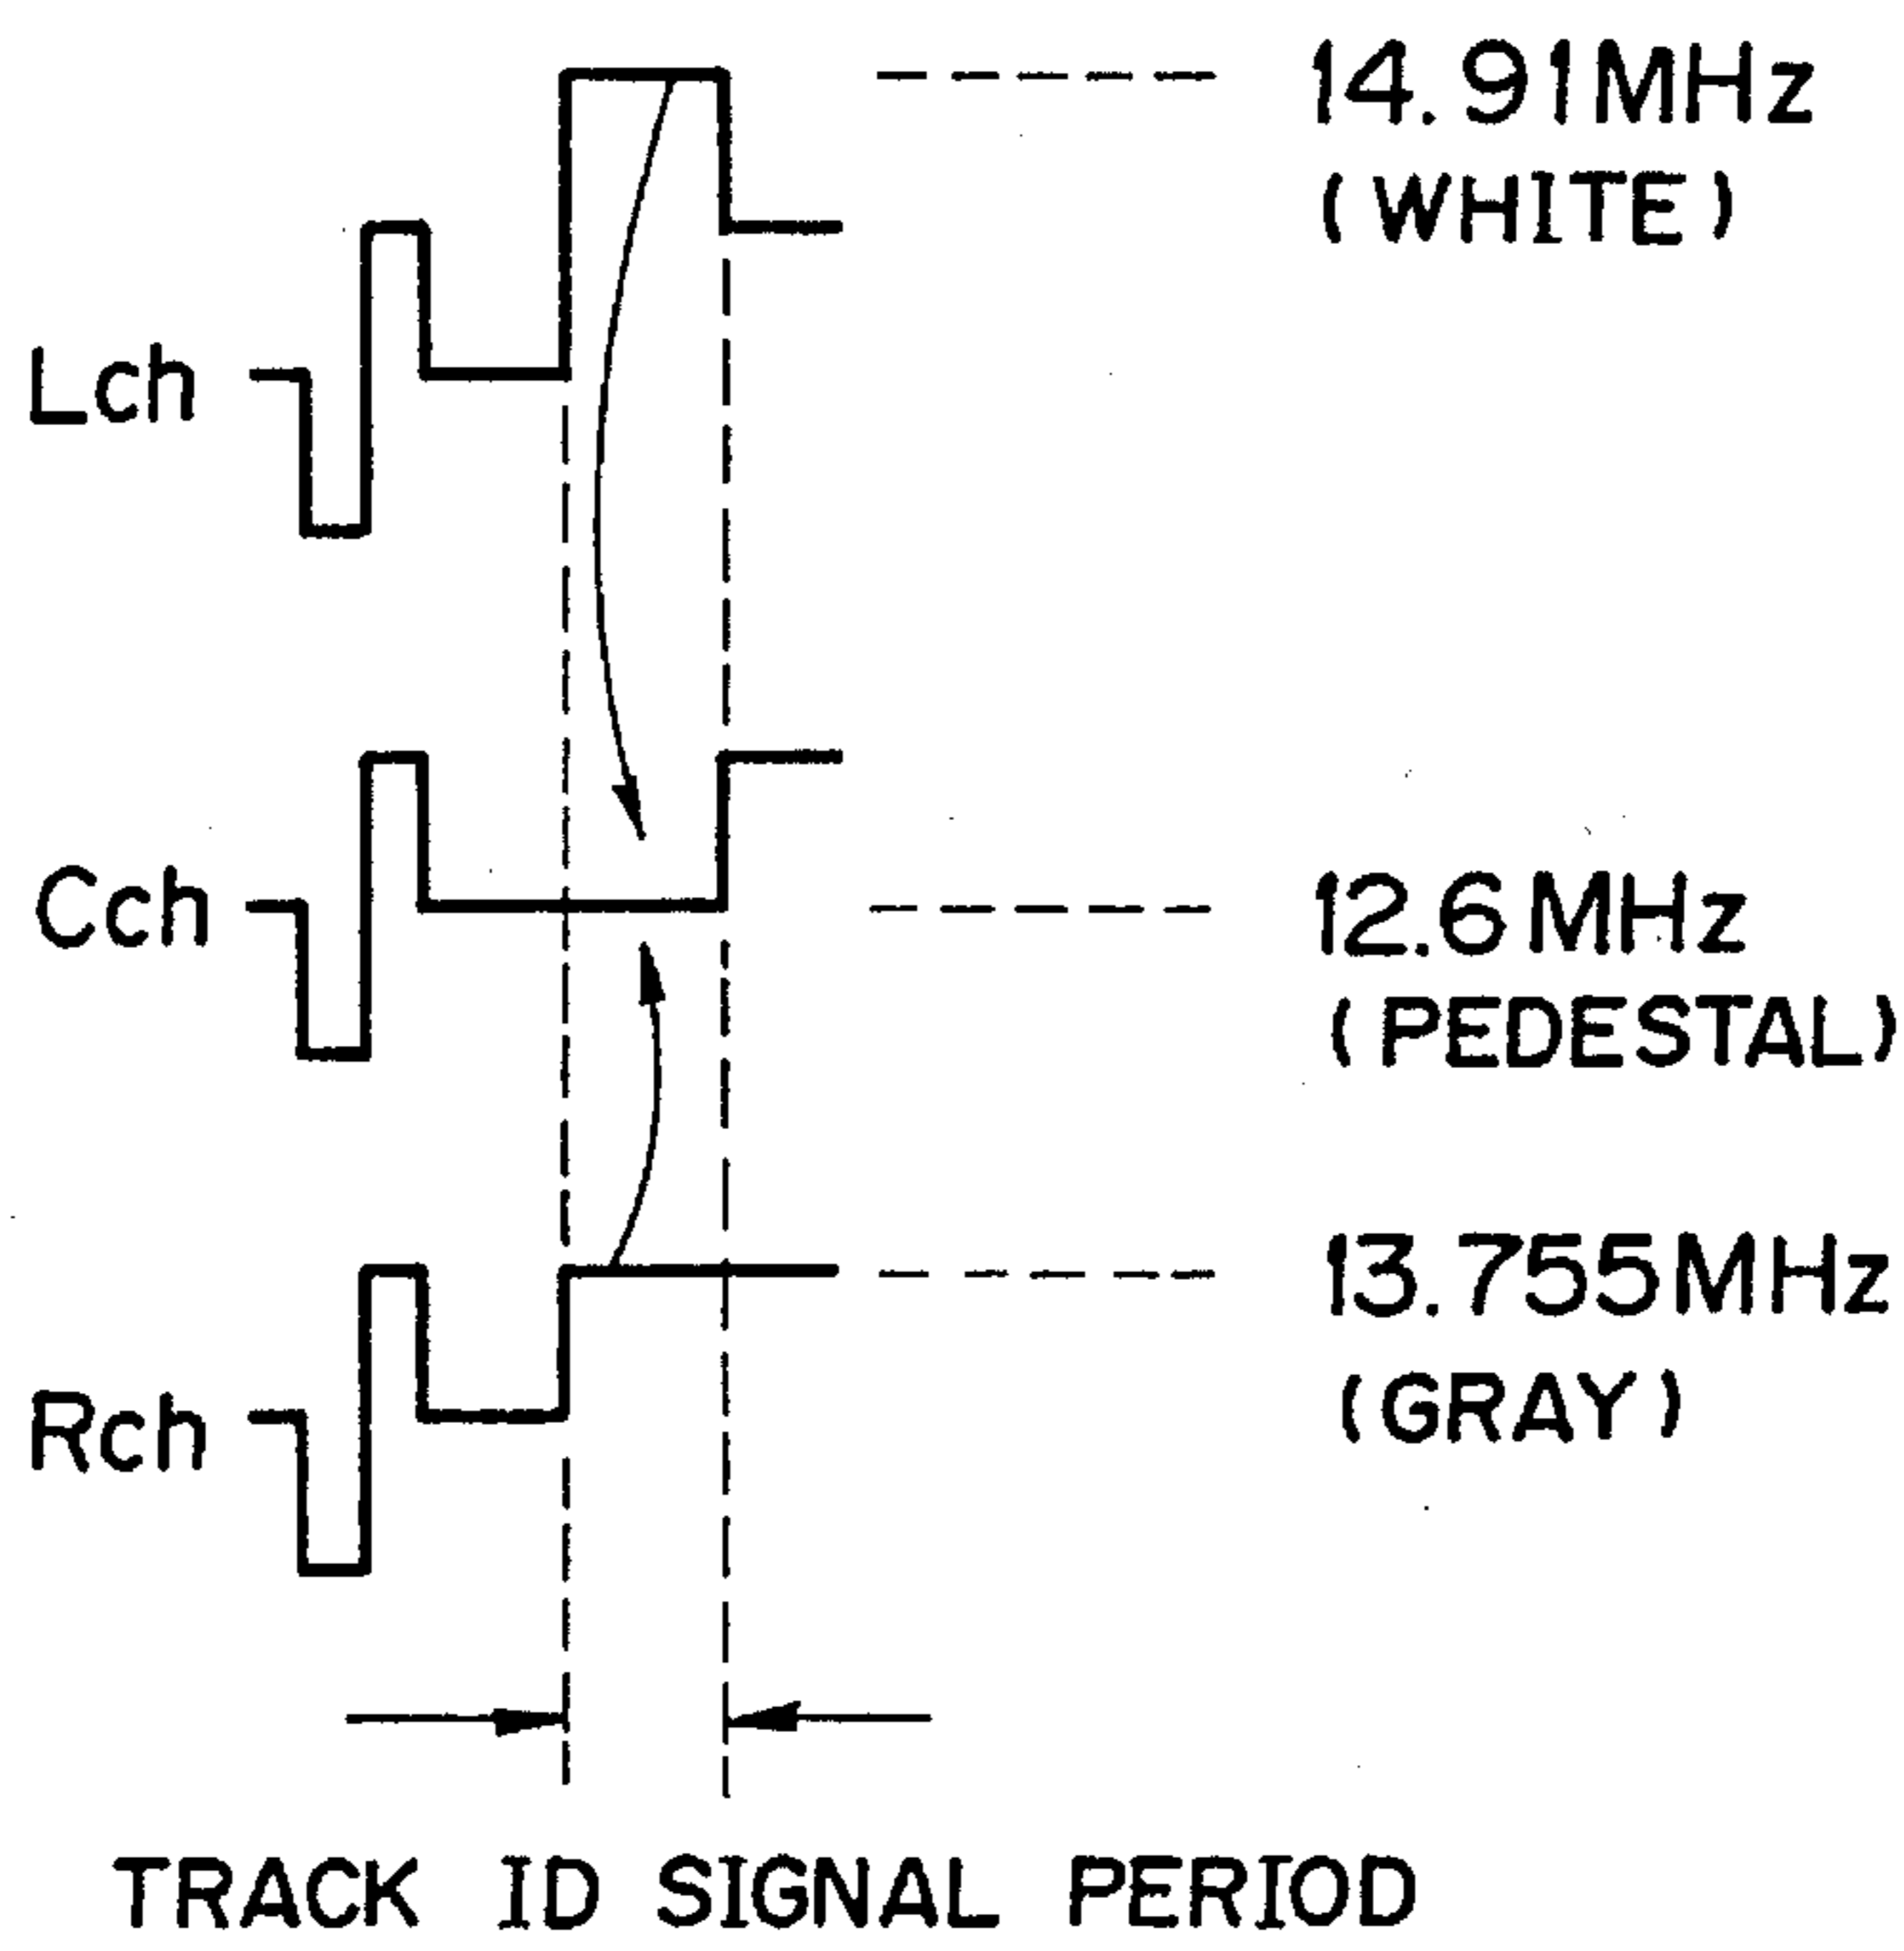 14.91MHz
(WHITE)
Lch
Cch
12.6MHz
(PEDESTAL)
13.755MHz
(GRAY)
Rch
TRACK ID SIGNAL PERIOD